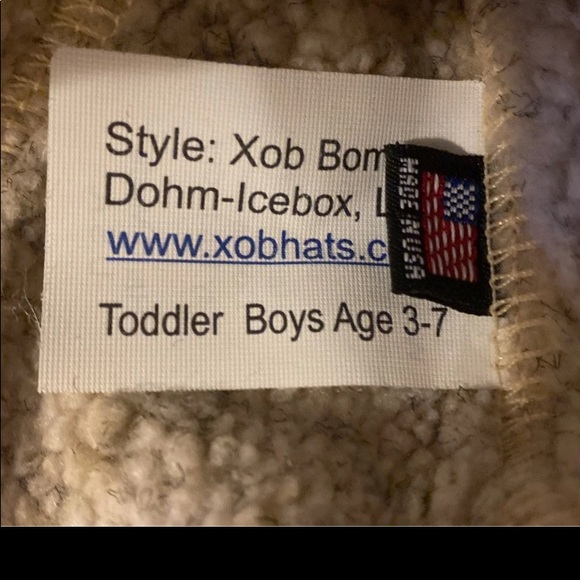 Style: Xob Bom
Dohm-Icebox, L
www.xobhats.c
Toddler Boys Age 3-7
MADE IN USA